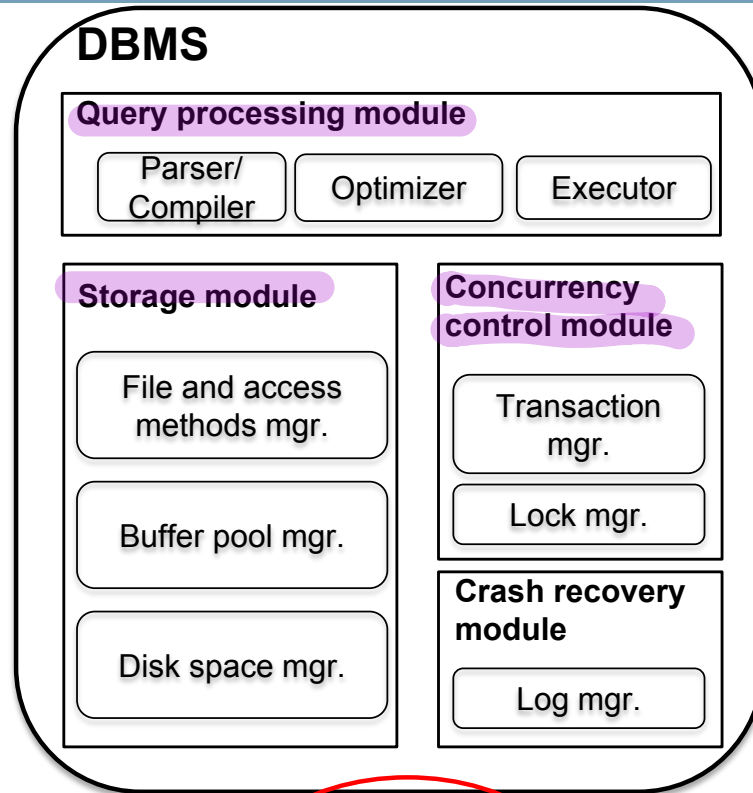 DBMS
Query processing module
Parser/
Compiler
Optimizer
Executor
Storage module
File and access
methods mgr.
Buffer pool mgr.
Disk space mgr.
Concurrency
control module
Transaction
mgr.
Lock mgr.
Crash recovery
module
Log mgr.